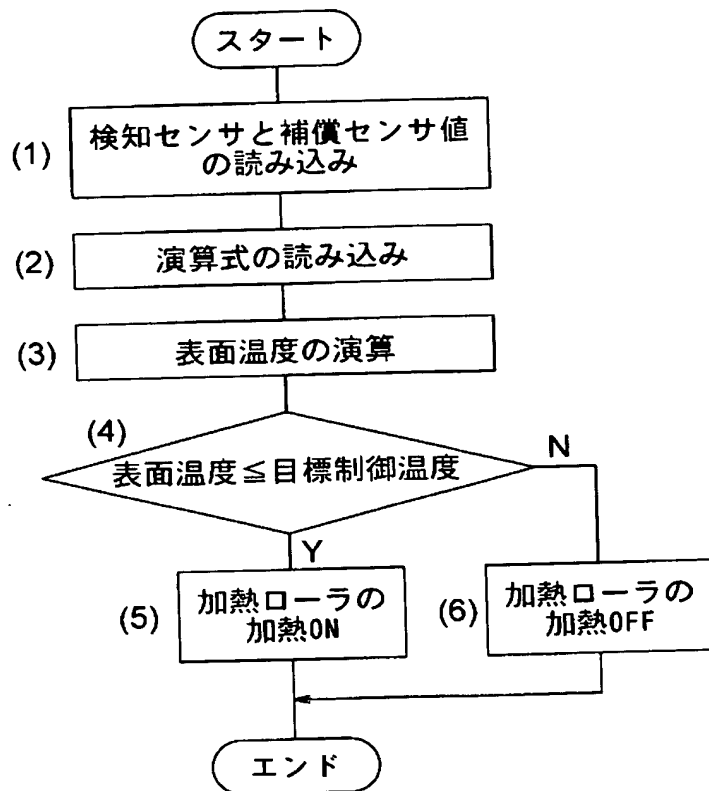 スタート
(1)
検知センサと補償センサ値
の読み込み
(2)
演算式の読み込み
(3)
表面温度の演算
(4)
表面温度≦目標制御温度
N
Y
(5)
加熱ローラの
加熱ON
(6)
加熱ローラの
加熱OFF
エンド